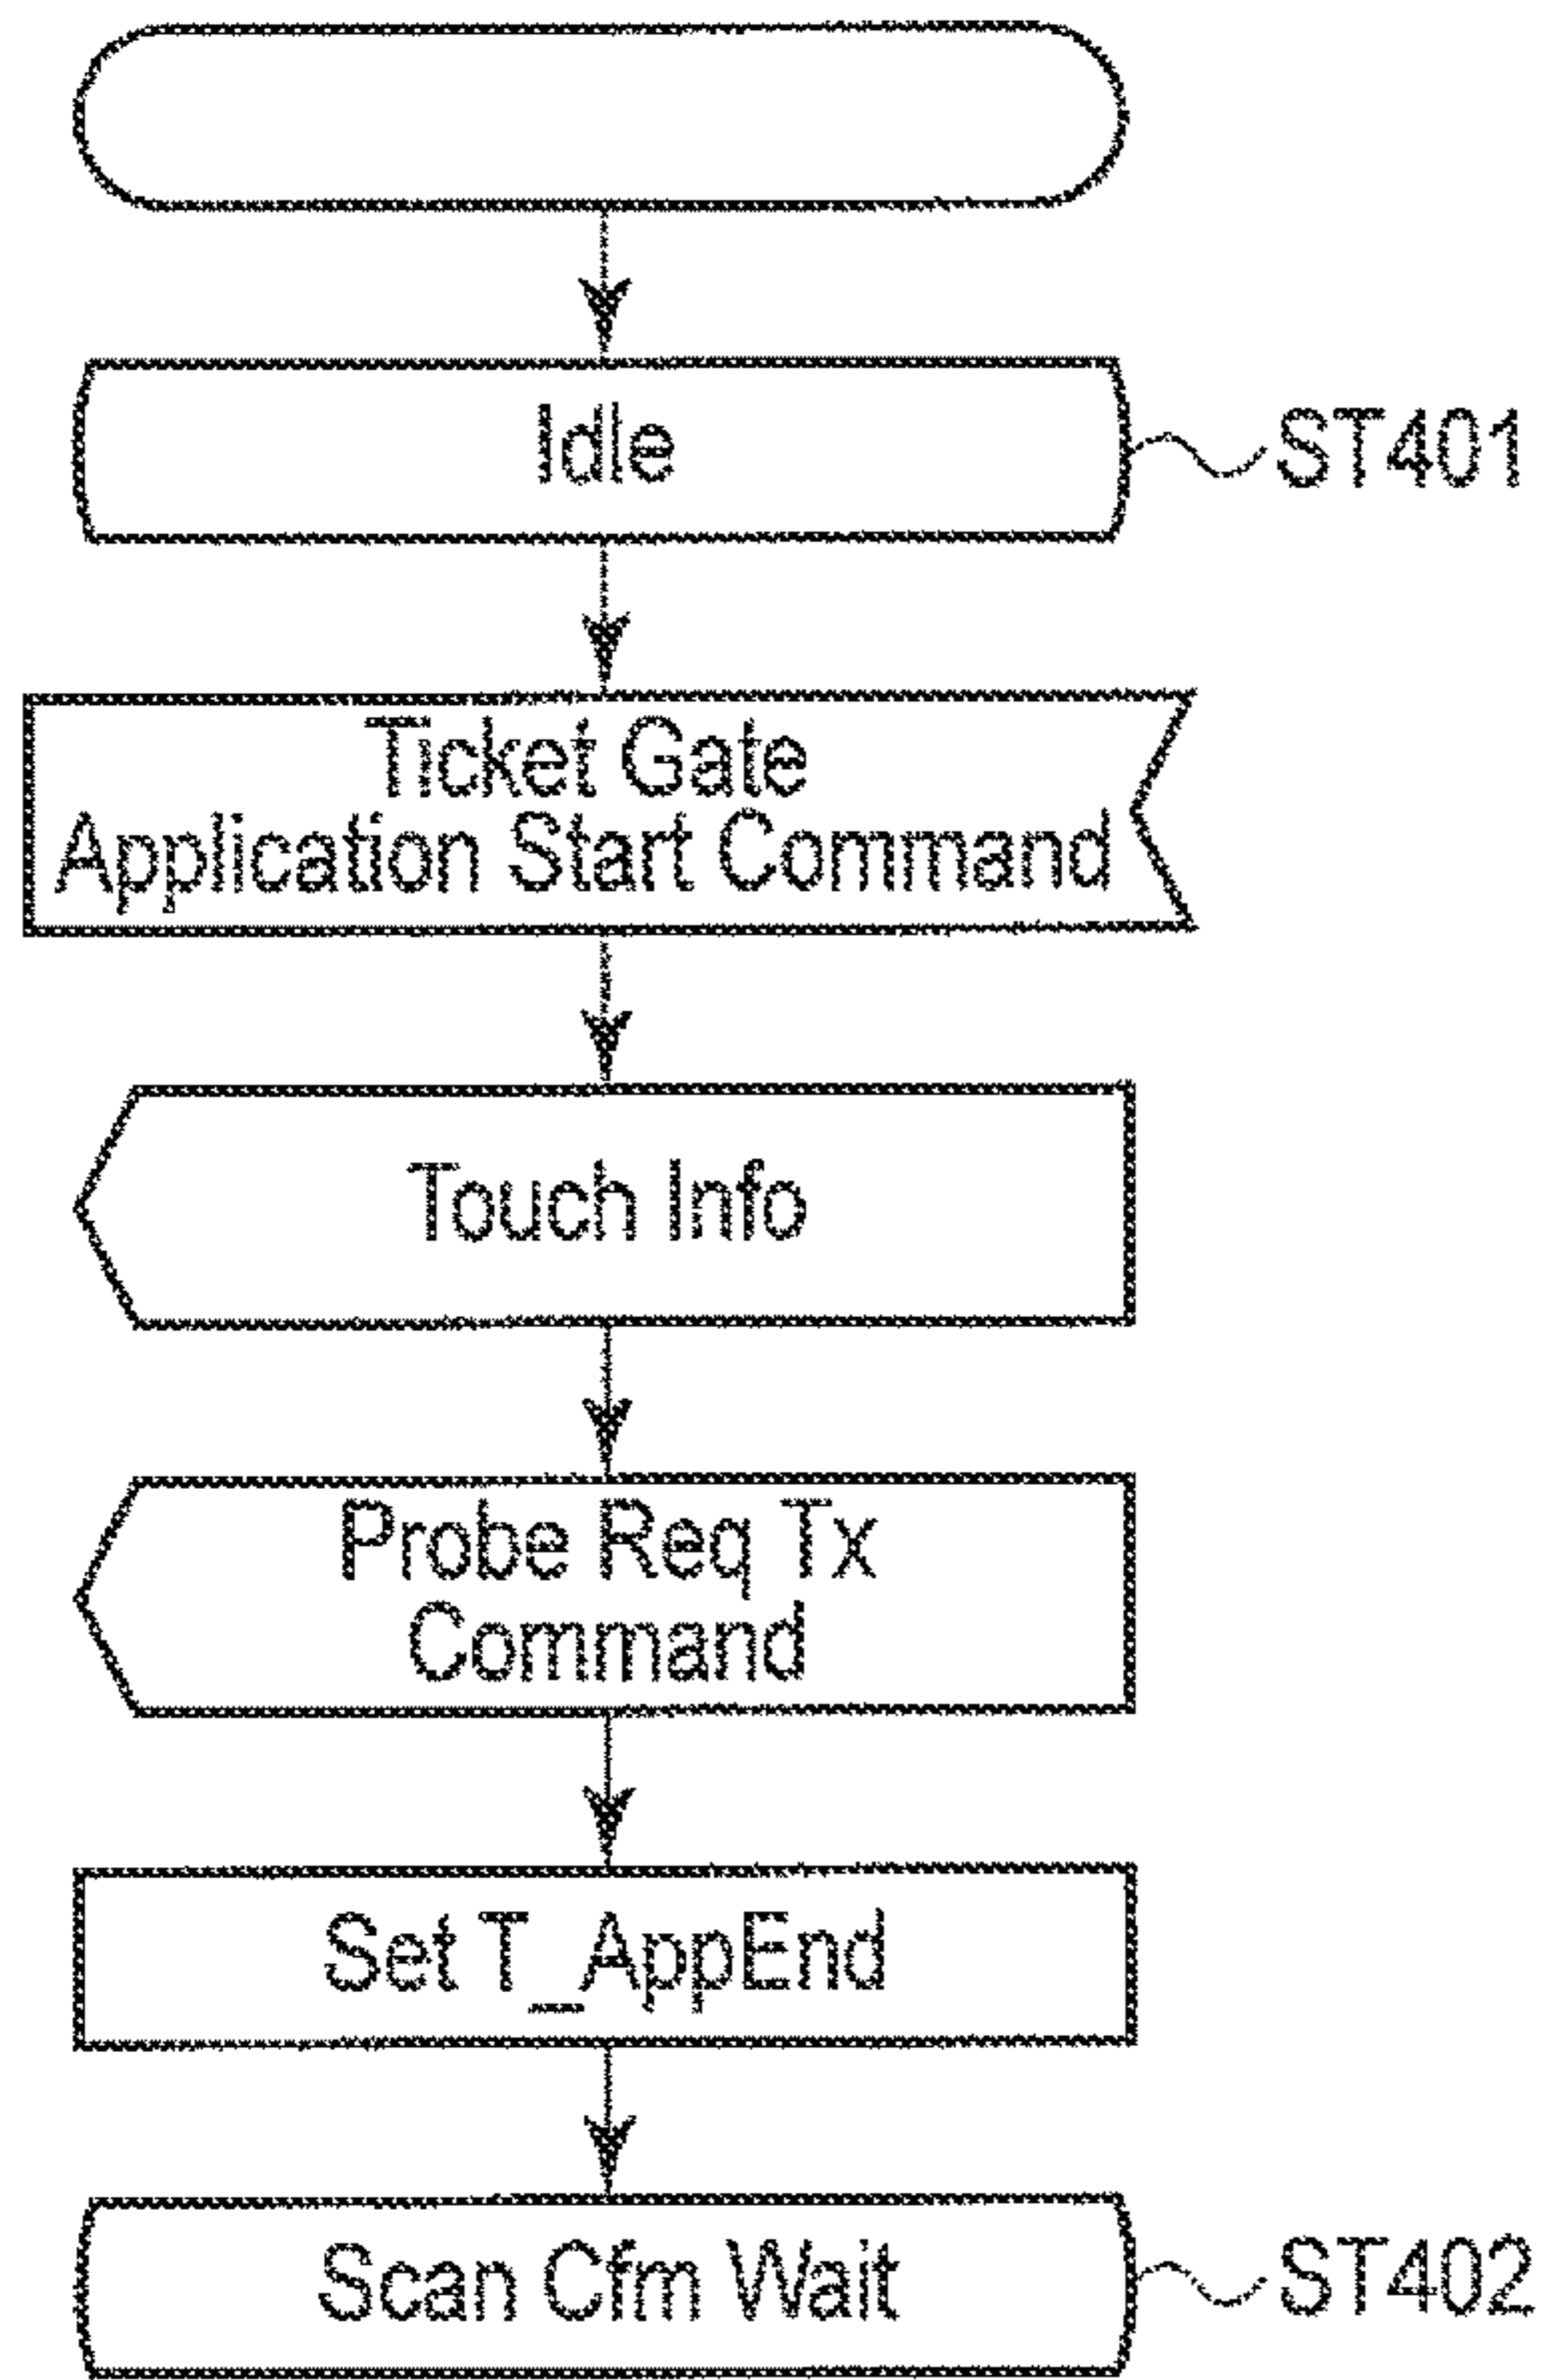 Idle
ST401
Ticket Gate
Application Start Command
Touch Info
Probe Req Tx
Command
Set T_AppEnd
Scan Cfm Wait
ST402